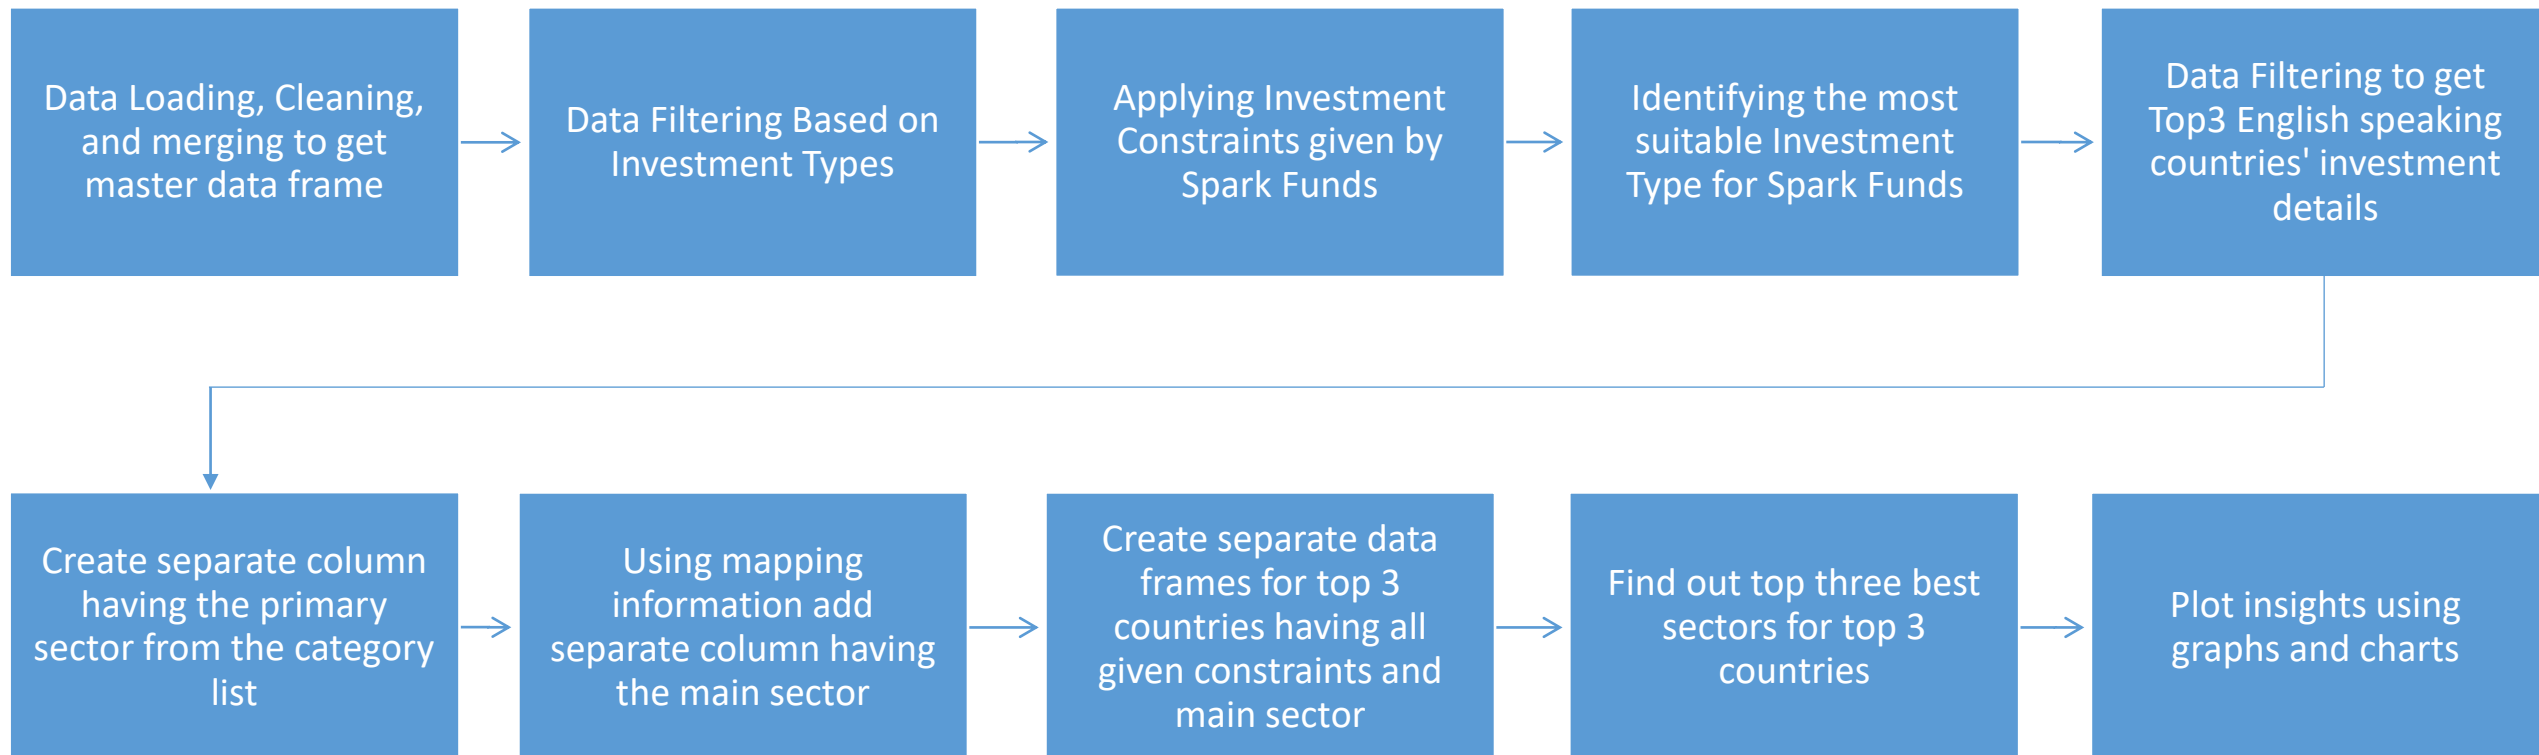 Data Loading, Cleaning,
and merging to get
master data frame
Data Filtering Based on
Investment Types
Applying Investment
Constraints given by
Spark Funds
Identifying the most
suitable Investment
Type for Spark Funds
Data Filtering to get
Top3 English speaking
countries' investment
details
Create separate column
having the primary
sector from the category
list
Using mapping
information add
separate column having
the main sector
Create separate data
frames for top 3
countries having all
given constraints and
main sector
Find out top three best
sectors for top 3
countries
Plot insights using
graphs and charts